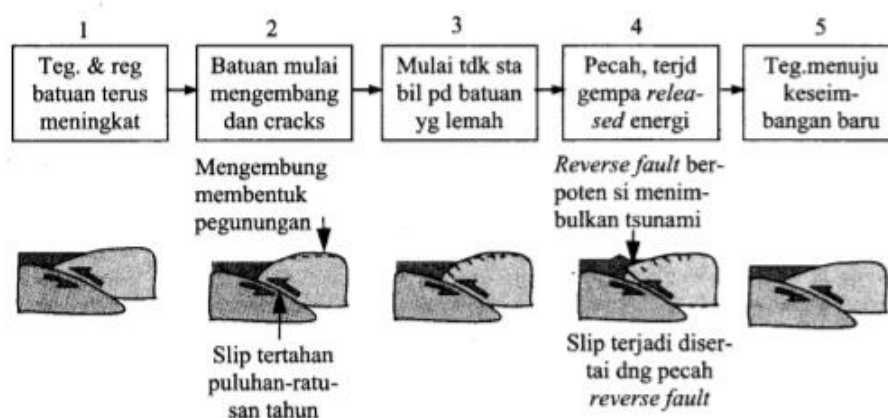 1
2
3
4
5
Teg. & reg
batuan terus
meningkat
Batuan mulai
mengembang
dan cracks
Mulai tdk sta
bil pd batuan
yg lemah
Pecah, terjd
gempa relea-
sed energi
Teg.menuju
keseim-
bangan baru
Mengembung
membentuk
pegunungan
Reverse fault ber-
poten si menim-
bulkan tsunami
Slip tertahan
puluhan-ratu-
san tahun
Slip terjadi diser-
tai dng pecah
reverse fault